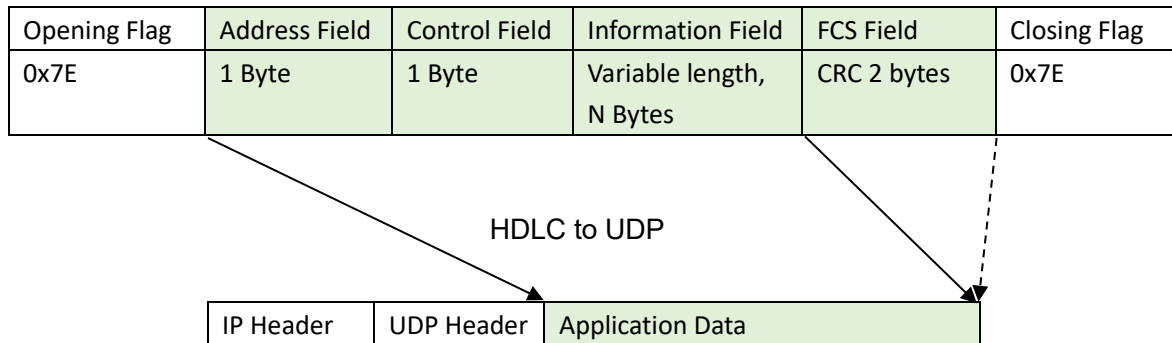 Opening Flag Address Field Control Field Information Field FCS Field Closing Flag
0x7E 1 Byte 1 Byte Variable length, CRC 2 bytes 0x7E
N Bytes
HDLC to UDP
IP Header UDP Header Application Data